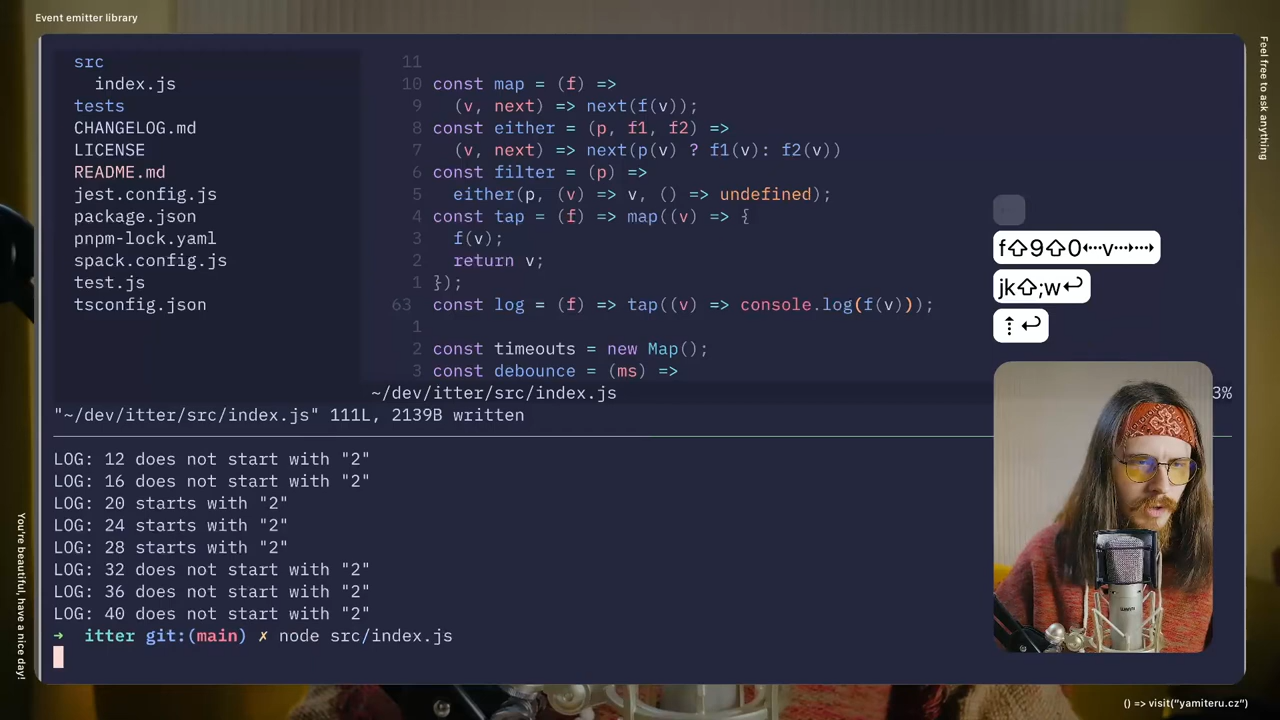 Event emitter library
Feel free to ask anything
src
index.js
tests
CHANGELOG.md
LICENSE
README.md
jest.config.js
package.json
pnpm-lock.yaml
spack.config.js
test.js
tsconfig.json
11
10 const map = (f) =>
9 (v, next) => next(f(v));
8 const either = (p, f1, f2) =>
7 (v, next) => next(p(v) ? f1(v): f2(v))
6 const filter = (p) =>
5 either(p, (v) => v, () => undefined);
4 const tap = (f) => map((v) => {
3 f(v);
2 return v;
1 });
63 const log = (f) => tap((v) => console.log(f(v)));
1
2 const timeouts = new Map();
3 const debounce = (ms) =>
~/dev/itter/src/index.js
3%
"~/dev/itter/src/index.js" 111L, 2139B written
f⇧9⇧0⇠v⇢⇢
jk⇧;w↩
⇡↩
LOG: 12 does not start with "2"
LOG: 16 does not start with "2"
LOG: 20 starts with "2"
LOG: 24 starts with "2"
LOG: 28 starts with "2"
LOG: 32 does not start with "2"
LOG: 36 does not start with "2"
LOG: 40 does not start with "2"
→ itter git:(main) ✗ node src/index.js
You're beautiful, have a nice day!
() => visit("yamiteru.cz")